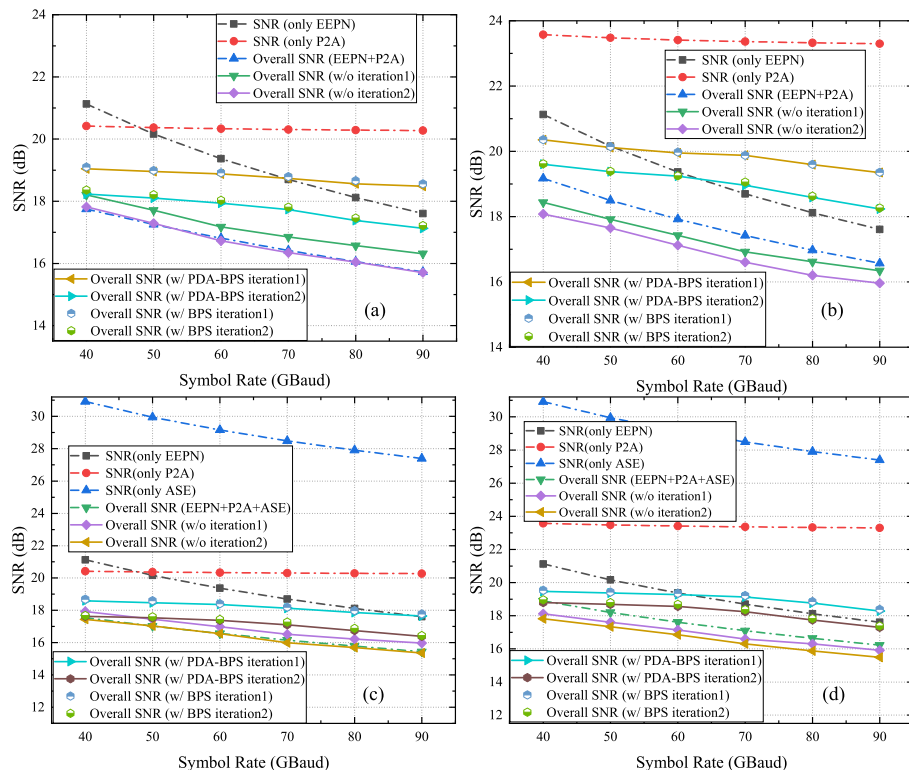 24
22
20
18
16
14
SNR (dB)
SNR (only EEPN)
SNR (only P2A)
Overall SNR (EEPN+P2A)
Overall SNR (w/o iteration1)
Overall SNR (w/o iteration2)
Overall SNR (w/ PDA-BPS iteration1)
Overall SNR (w/ PDA-BPS iteration2)
Overall SNR (w/ BPS iteration1)
Overall SNR (w/ BPS iteration2)
(a)
40 50 60 70 80 90
Symbol Rate (GBaud)
24
22
20
18
16
14
SNR (dB)
SNR (only EEPN)
SNR (only P2A)
Overall SNR (EEPN+P2A)
Overall SNR (w/o iteration1)
Overall SNR (w/o iteration2)
Overall SNR (w/ PDA-BPS iteration1)
Overall SNR (w/ PDA-BPS iteration2)
Overall SNR (w/ BPS iteration1)
Overall SNR (w/ BPS iteration2)
(b)
40 50 60 70 80 90
Symbol Rate (GBaud)
30
28
26
24
22
20
18
16
14
12
SNR (dB)
SNR(only EEPN)
SNR(only P2A)
SNR(only ASE)
Overall SNR (EEPN+P2A+ASE)
Overall SNR (w/o iteration1)
Overall SNR (w/o iteration2)
Overall SNR (w/ PDA-BPS iteration1)
Overall SNR (w/ PDA-BPS iteration2)
Overall SNR (w/ BPS iteration1)
Overall SNR (w/ BPS iteration2)
(c)
40 50 60 70 80 90
Symbol Rate (GBaud)
30
28
26
24
22
20
18
16
14
12
SNR (dB)
SNR(only EEPN)
SNR(only P2A)
SNR(only ASE)
Overall SNR (EEPN+P2A+ASE)
Overall SNR (w/o iteration1)
Overall SNR (w/o iteration2)
Overall SNR (w/ PDA-BPS iteration1)
Overall SNR (w/ PDA-BPS iteration2)
Overall SNR (w/ BPS iteration1)
Overall SNR (w/ BPS iteration2)
(d)
40 50 60 70 80 90
Symbol Rate (GBaud)